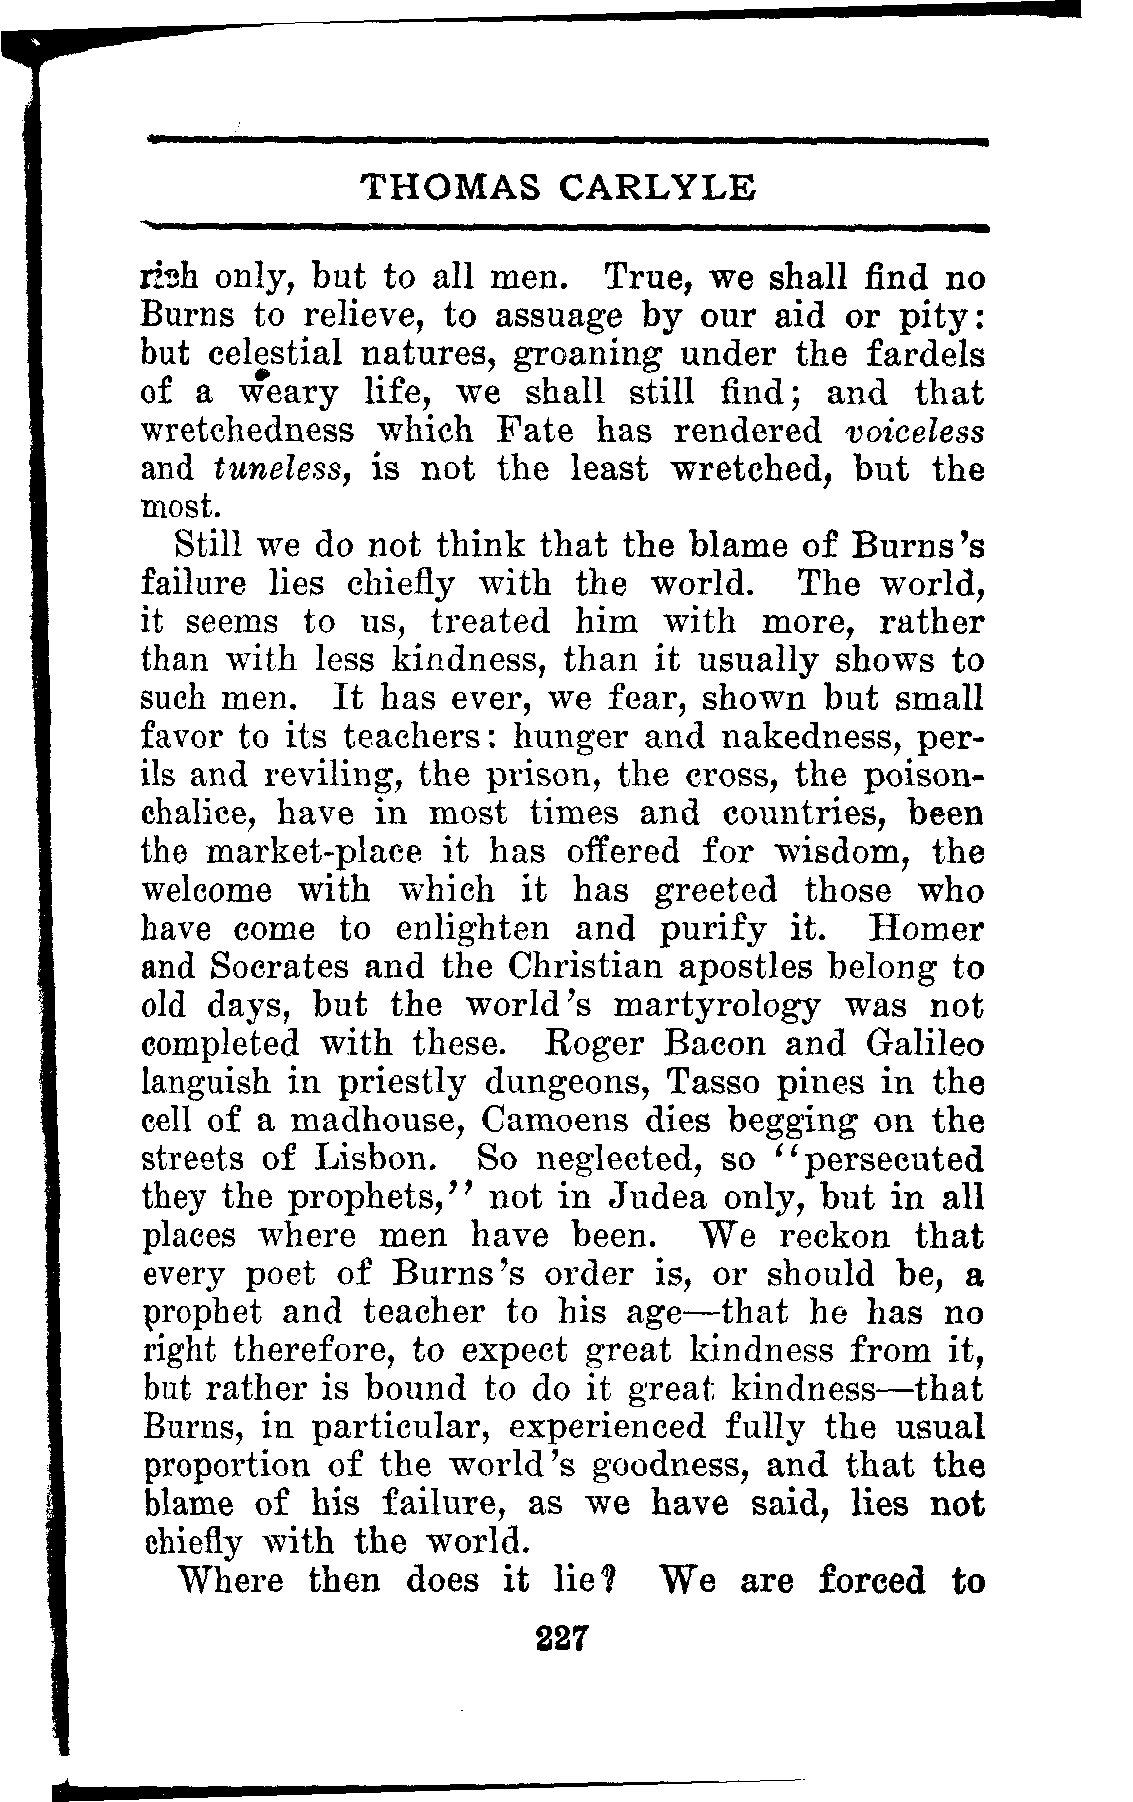 THOMAS CARLYLE
rich only, but to all men. True, we shall find no
Burns to relieve, to assuage by our aid or pity:
but celestial natures, groaning under the fardels
of a weary life, we shall still find; and that
wretchedness which Fate has rendered voiceless
and tuneless, is not the least wretched, but the
most.
Still we do not think that the blame of Burns's
failure lies chiefly with the world. The world,
it seems to us, treated him with more, rather
than with less kindness, than it usually shows to
such men. It has ever, we fear, shown but small
favor to its teachers: hunger and nakedness, per-
ils and reviling, the prison, the cross, the poison-
chalice, have in most times and countries, been
the market-place it has offered for wisdom, the
welcome with which it has greeted those who
have come to enlighten and purify it. Homer
and Socrates and the Christian apostles belong to
old days, but the world's martyrology was not
completed with these. Roger Bacon and Galileo
languish in priestly dungeons, Tasso pines in the
cell of a madhouse, Camoens dies begging on the
streets of Lisbon. So neglected, so "persecuted
they the prophets," not in Judea only, but in all
places where men have been. We reckon that
every poet of Burns's order is, or should be, a
prophet and teacher to his age—that he has no
right therefore, to expect great kindness from it,
but rather is bound to do it great kindness—that
Burns, in particular, experienced fully the usual
proportion of the world's goodness, and that the
blame of his failure, as we have said, lies not
chiefly with the world.
Where then does it lie? We are forced to
227